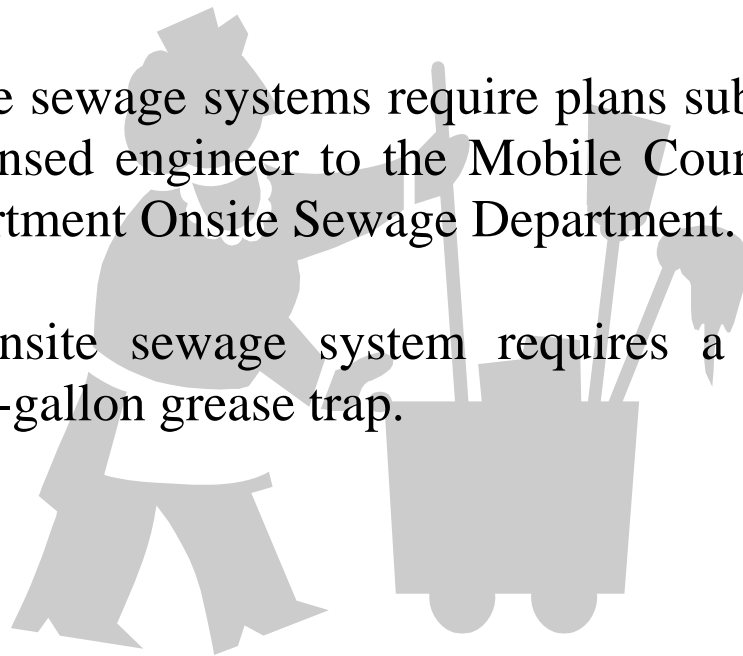 e sewage systems require plans sub
nsed engineer to the Mobile Coun
rtment Onsite Sewage Department.
nsite sewage system requires a
-gallon grease trap.